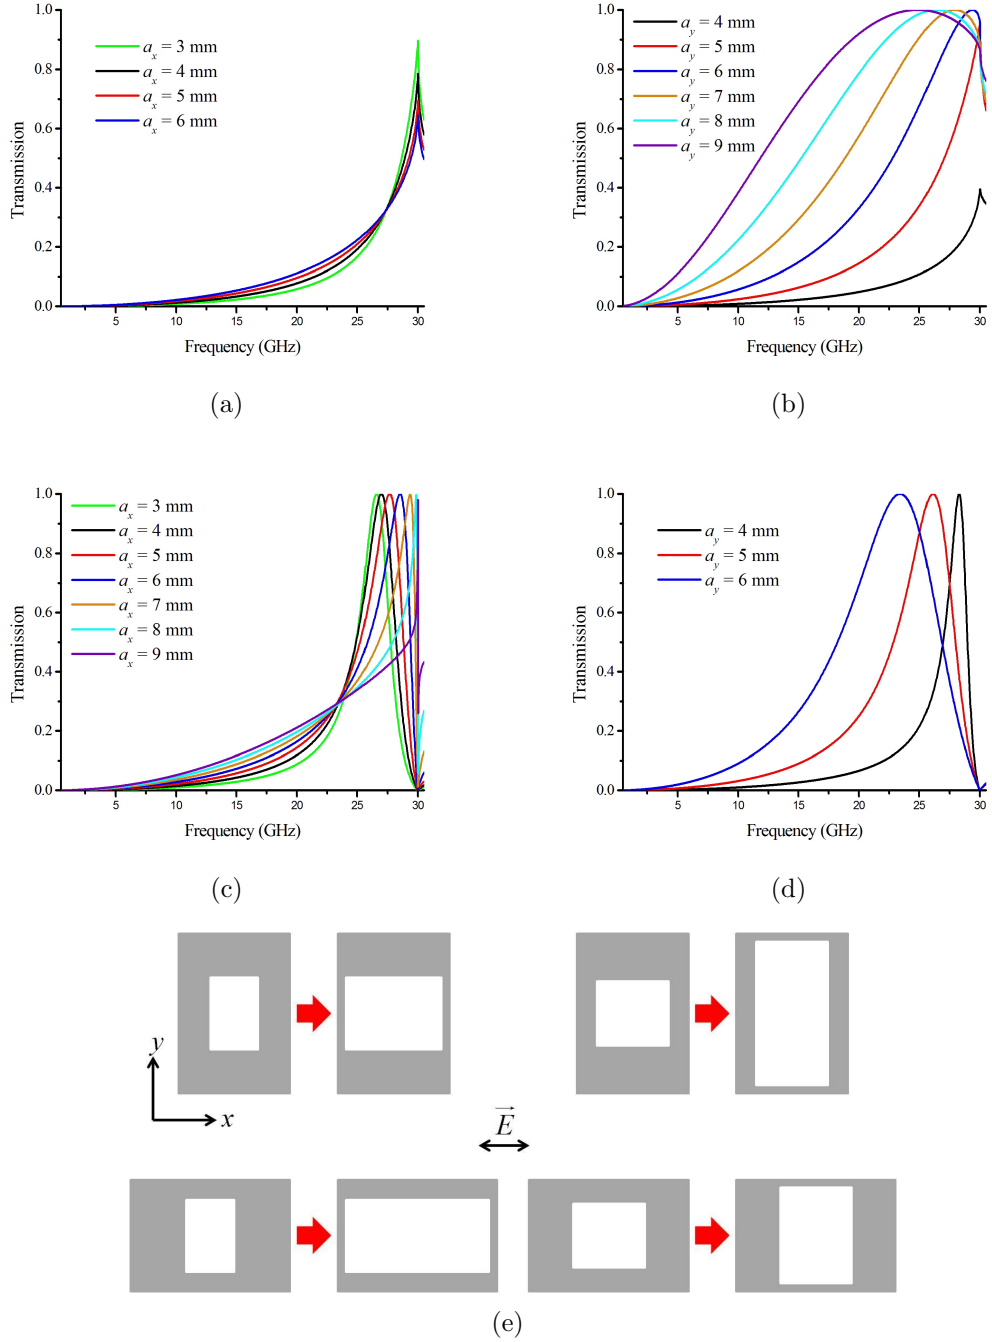 1.0
0.8
0.6
0.4
0.2
0.0
Transmission
a_x = 3 mm
a_x = 4 mm
a_x = 5 mm
a_x = 6 mm
5 10 15 20 25 30
Frequency (GHz)
(a)
1.0
0.8
0.6
0.4
0.2
0.0
Transmission
a_y = 4 mm
a_y = 5 mm
a_y = 6 mm
a_y = 7 mm
a_y = 8 mm
a_y = 9 mm
5 10 15 20 25 30
Frequency (GHz)
(b)
1.0
0.8
0.6
0.4
0.2
0.0
Transmission
a_x = 3 mm
a_x = 4 mm
a_x = 5 mm
a_x = 6 mm
a_x = 7 mm
a_x = 8 mm
a_x = 9 mm
5 10 15 20 25 30
Frequency (GHz)
(c)
1.0
0.8
0.6
0.4
0.2
0.0
Transmission
a_y = 4 mm
a_y = 5 mm
a_y = 6 mm
5 10 15 20 25 30
Frequency (GHz)
(d)
y
x
E⃗
(e)